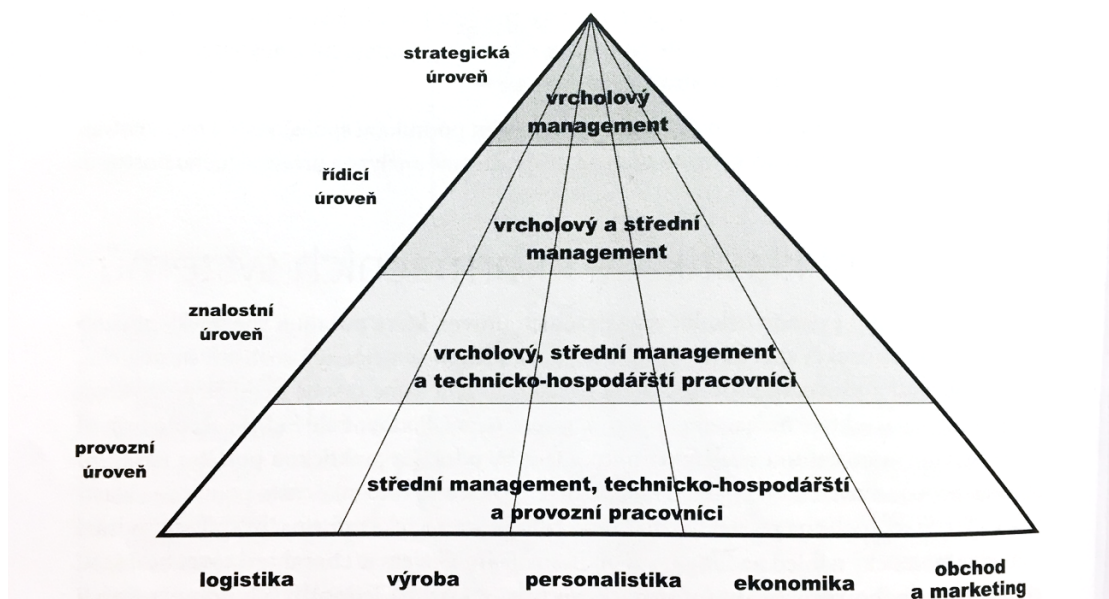 strategická
úroveň
vrcholový
management
řídicí
úroveň
vrcholový a střední
management
znalostní
úroveň
vrcholový, střední management
a technicko-hospodářští pracovníci
provozní
úroveň
střední management, technicko-hospodářští
a provozní pracovníci
logistika
výroba
personalistika
ekonomika
obchod
a marketing